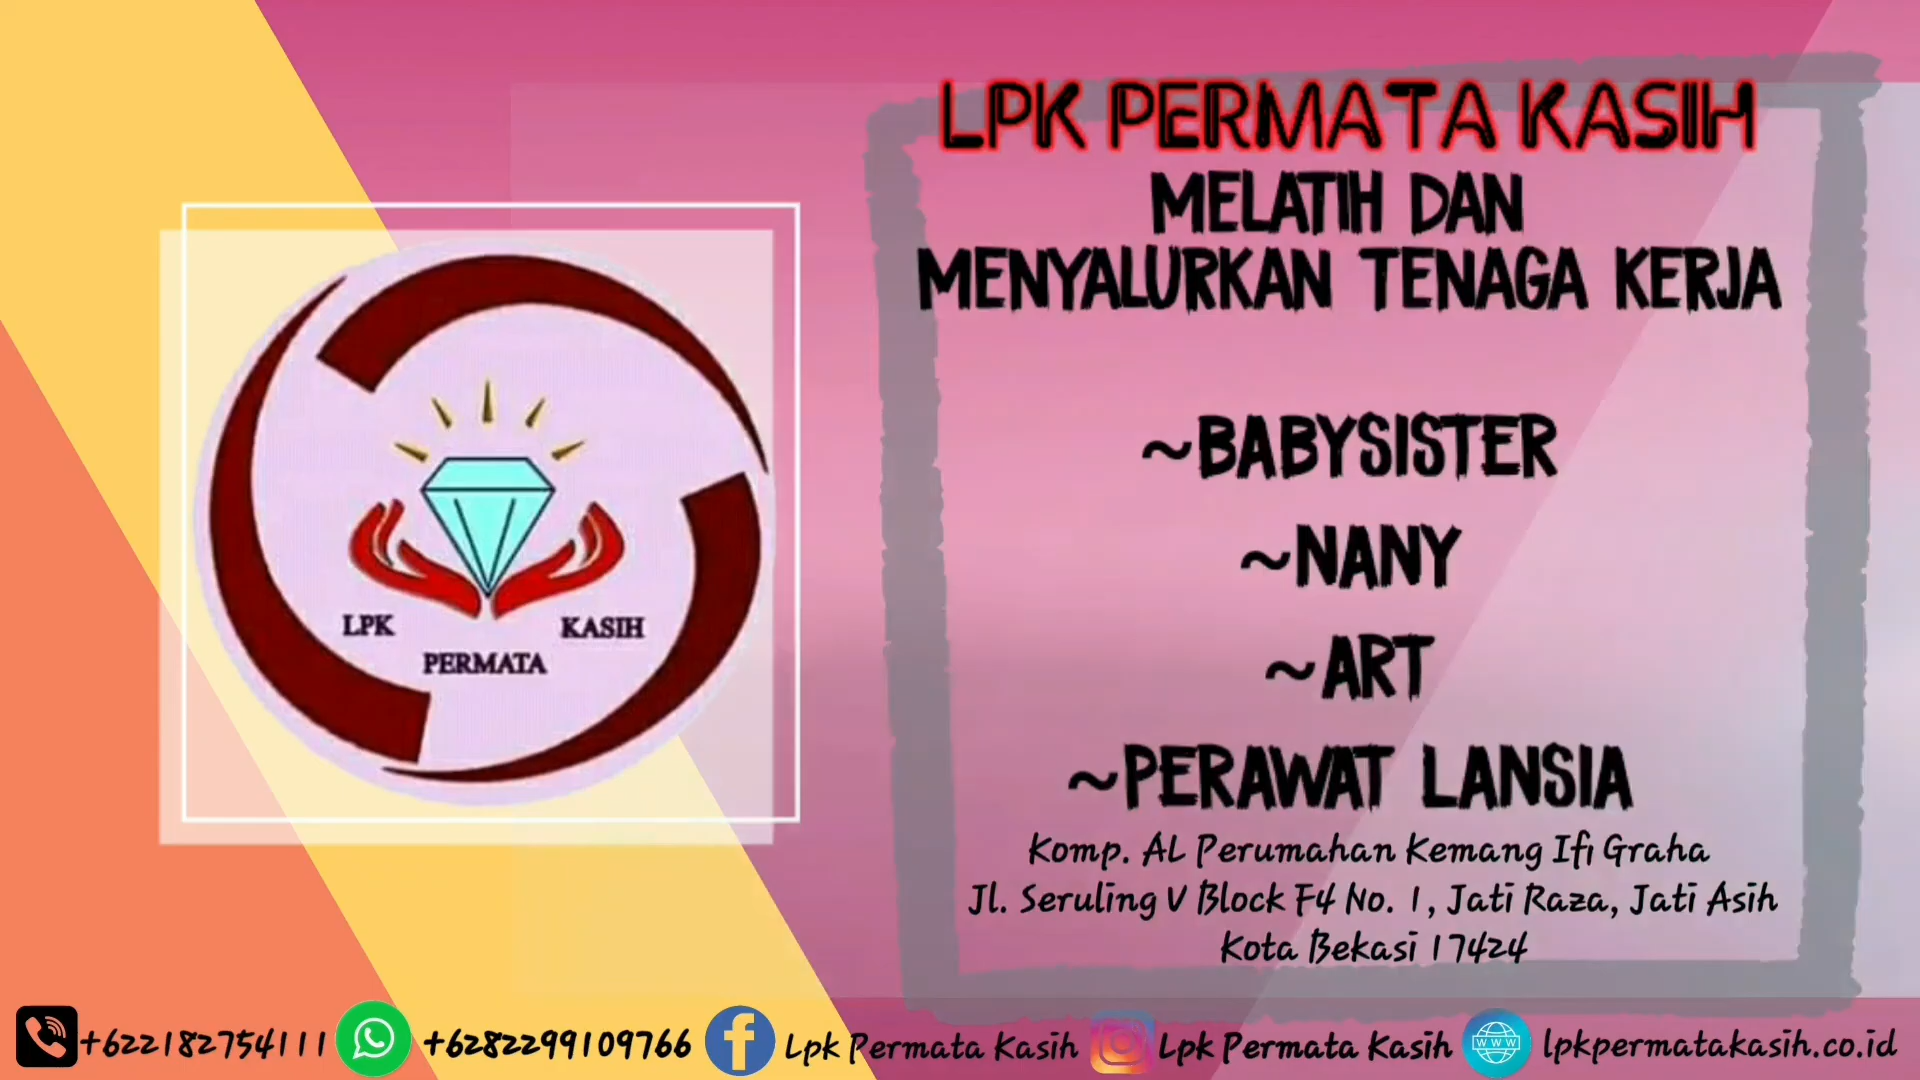 LPK PERMATA KASIH
MELATIH DAN
MENYALURKAN TENAGA KERJA
~BABYSISTER
~NANY
~ART
~PERAWAT LANSIA
Komp. AL Perumahan Kemang Ifi Graha
Jl. Seruling V Block F4 No. 1, Jati Raza, Jati Asih
Kota Bekasi 17424
LPK KASIH
PERMATA
+622182754111 +6282299109766 Lpk Permata Kasih Lpk Permata Kasih WWW lpkpermatakasih.co.id